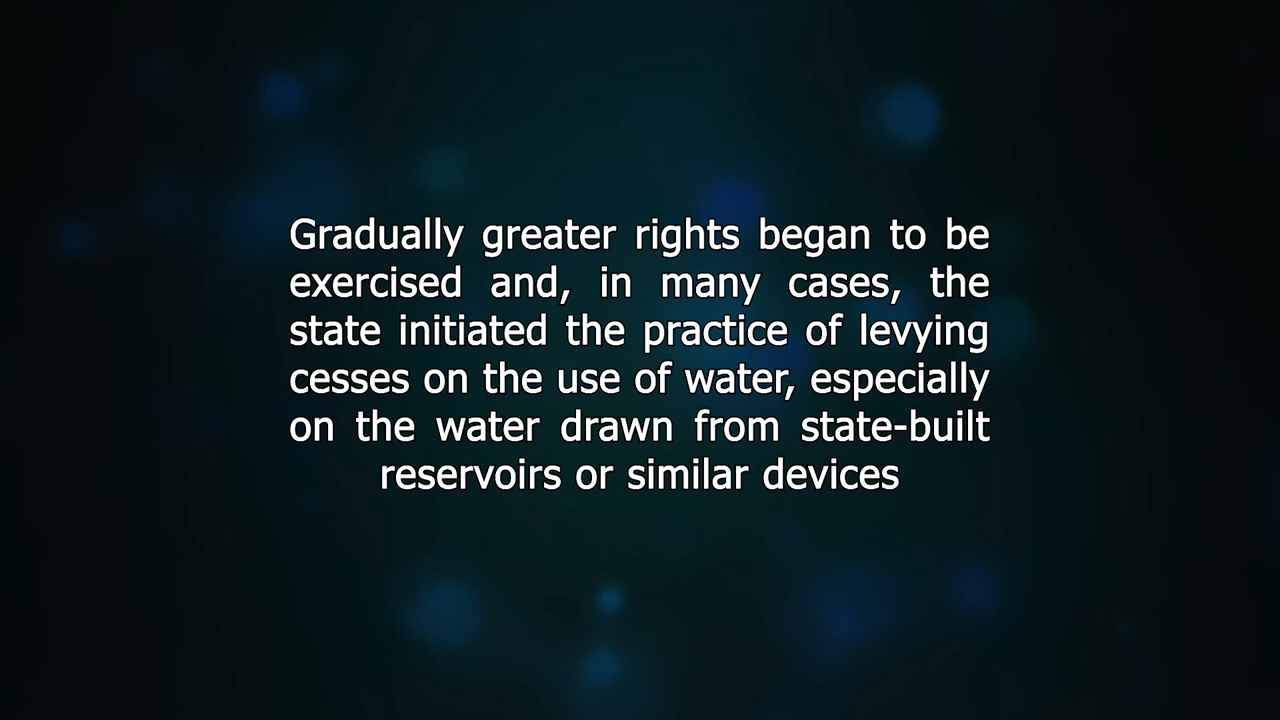 Gradually greater rights began to be
exercised and, in many cases, the
state initiated the practice of levying
cesses on the use of water, especially
on the water drawn from state-built
reservoirs or similar devices